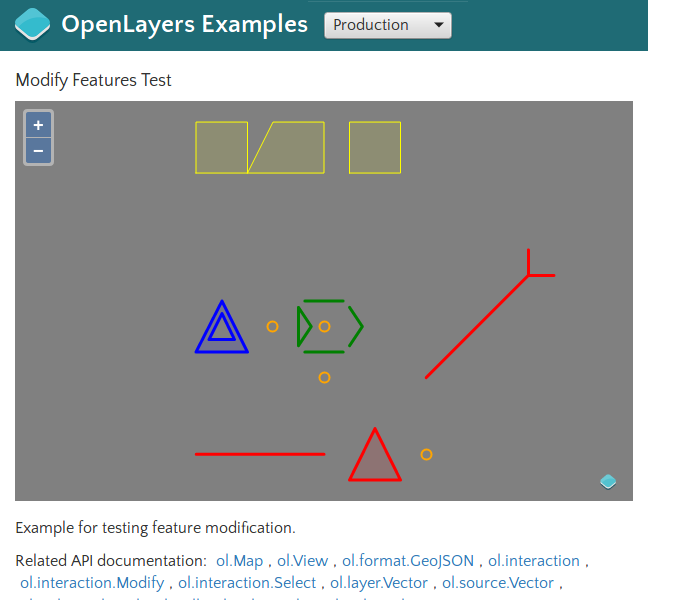 OpenLayers Examples Production
Modify Features Test
+
−
Example for testing feature modification.
Related API documentation: ol.Map , ol.View , ol.format.GeoJSON , ol.interaction ,
ol.interaction.Modify , ol.interaction.Select , ol.layer.Vector , ol.source.Vector ,